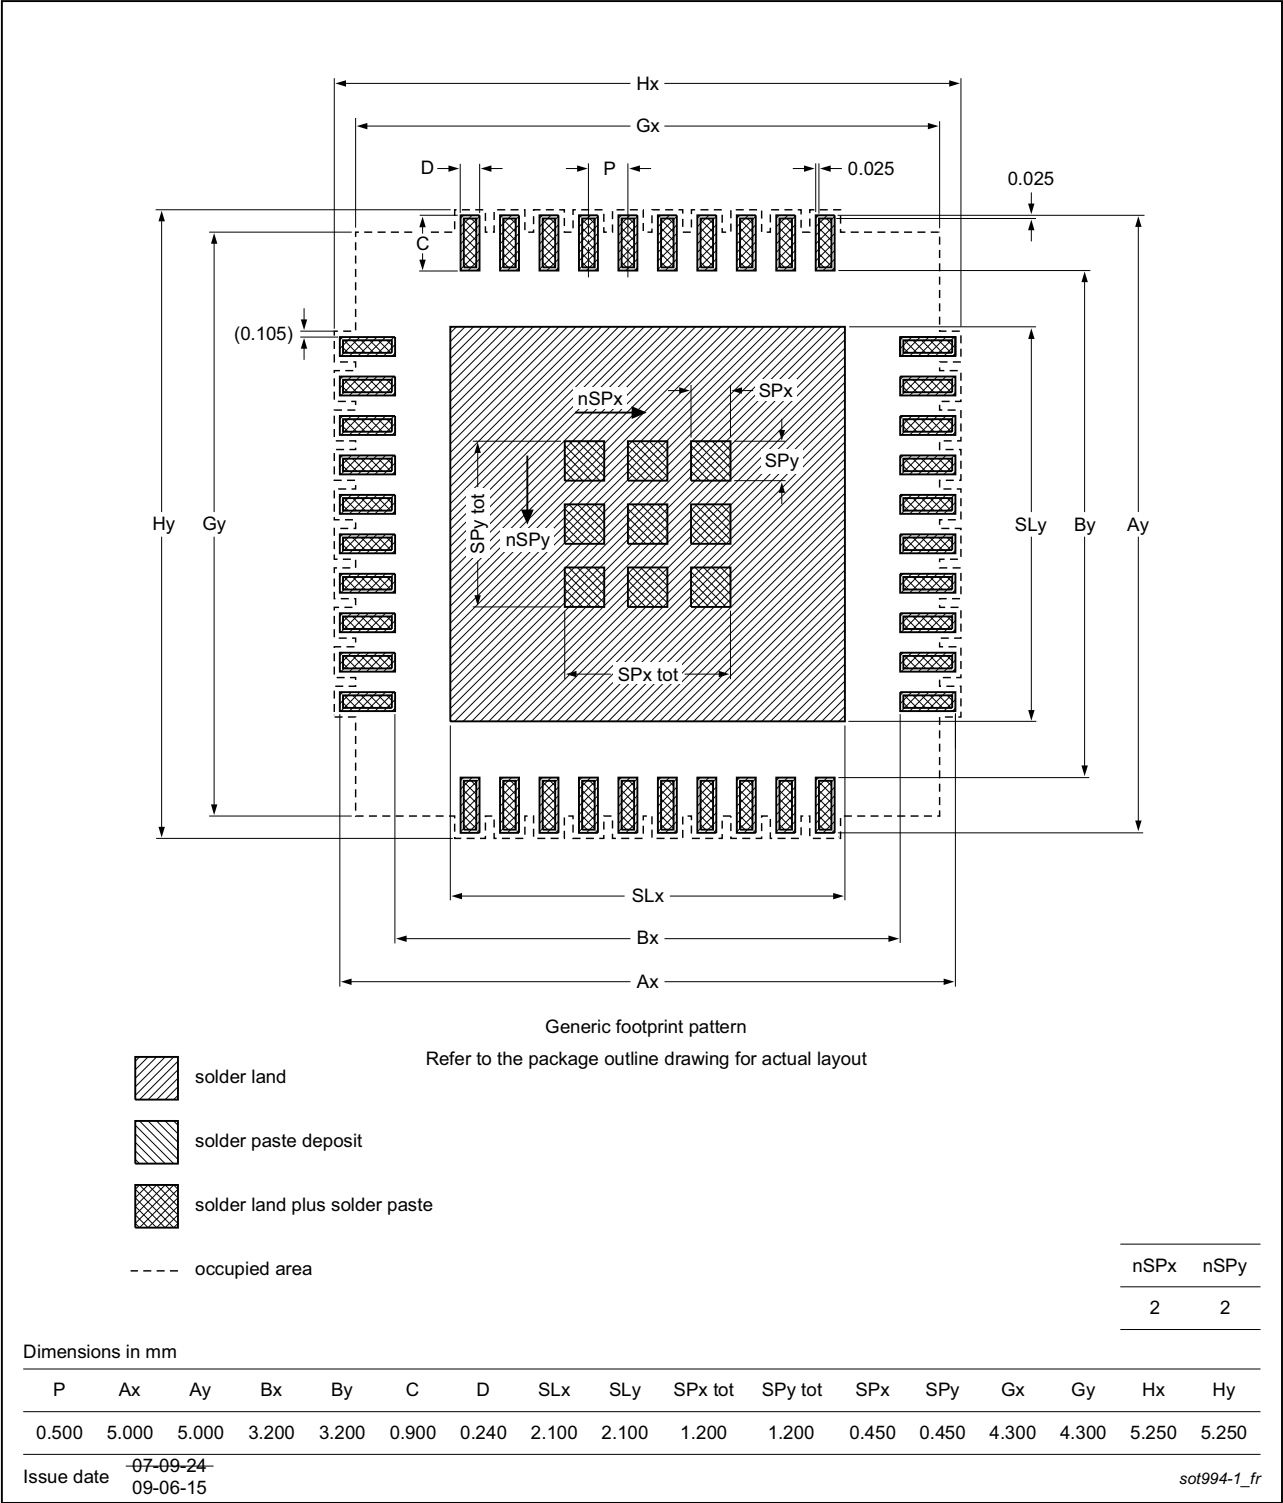 Hx
Gx
D P 0.025
0.025
C
(0.105)
nSPx SPx
SPy
SPy tot
nSPy
Hy Gy SLy By Ay
SPx tot
SLx
Bx
Ax
Generic footprint pattern
Refer to the package outline drawing for actual layout
solder land
solder paste deposit
solder land plus solder paste
occupied area
nSPx nSPy
2 2
Dimensions in mm
P Ax Ay Bx By C D SLx SLy SPx tot SPy tot SPx SPy Gx Gy Hx Hy
0.500 5.000 5.000 3.200 3.200 0.900 0.240 2.100 2.100 1.200 1.200 0.450 0.450 4.300 4.300 5.250 5.250
Issue date 07-09-24
09-06-15
sot994-1_fr